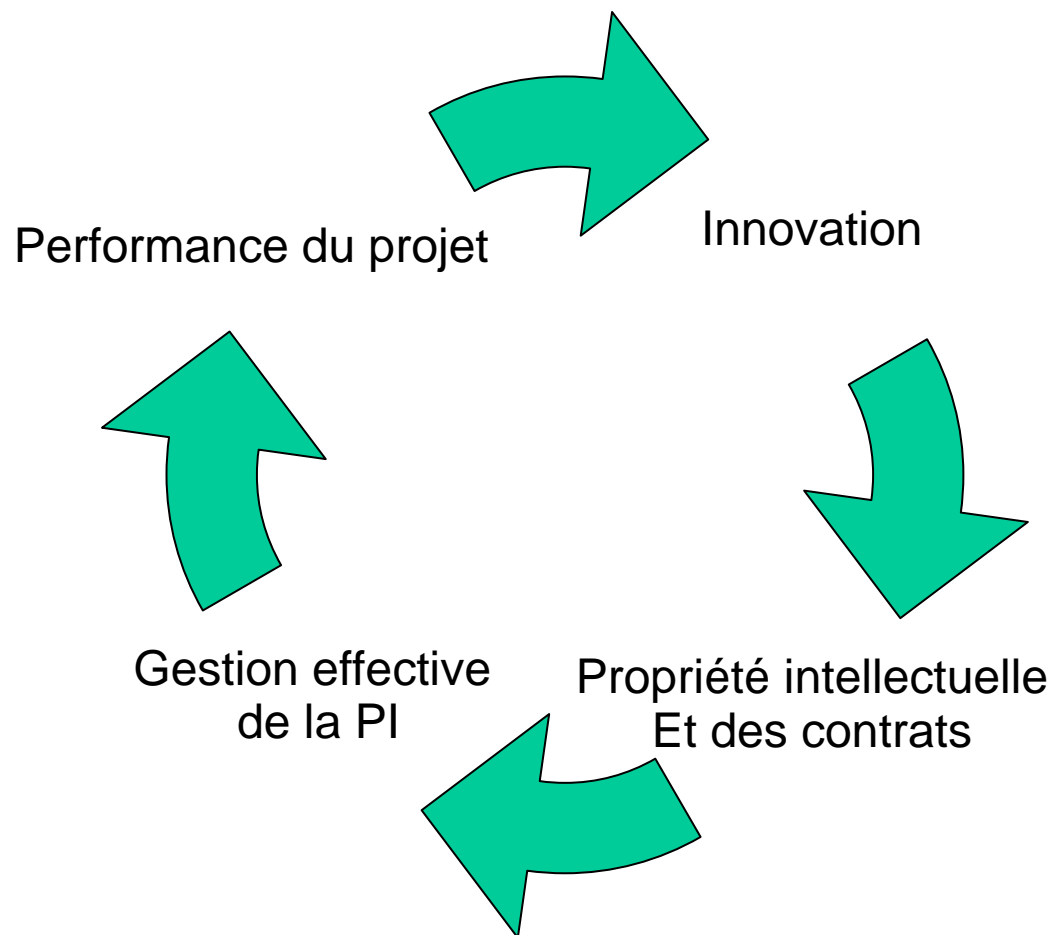 Performance du projet
Innovation
Gestion effective
de la PI
Propriété intellectuelle
Et des contrats